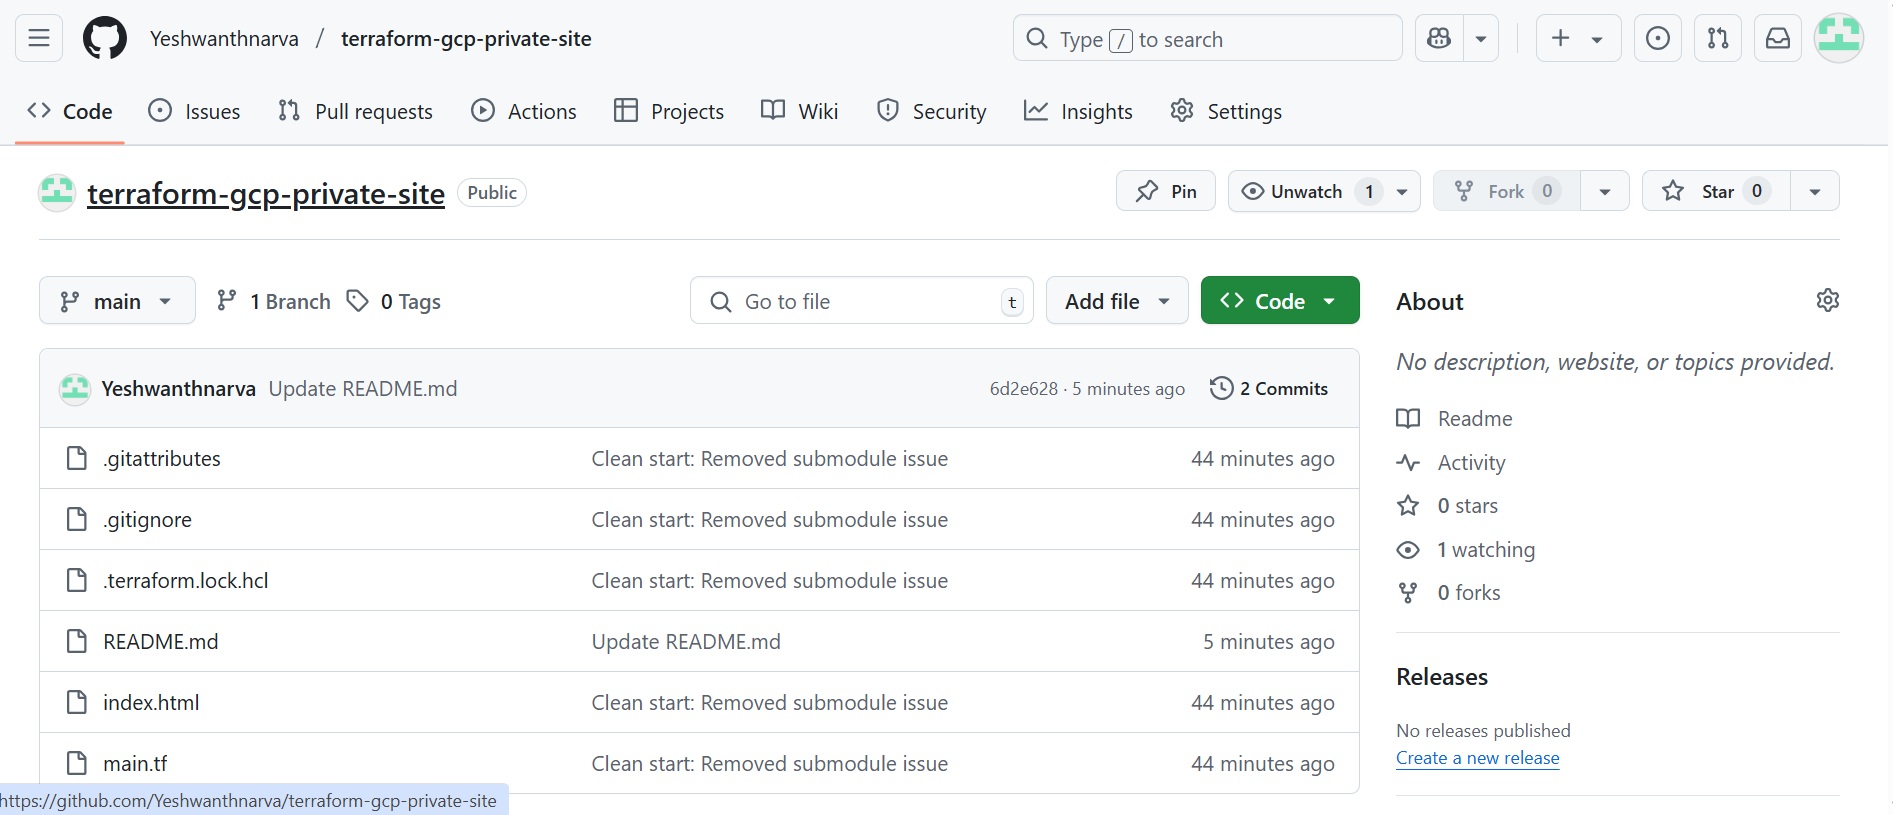 Yeshwanthnarva / terraform-gcp-private-site
Type / to search
Code Issues Pull requests Actions Projects Wiki Security Insights Settings
terraform-gcp-private-site Public
Pin Unwatch 1 Fork 0 Star 0
main 1 Branch 0 Tags
Go to file t Add file Code
Yeshwanthnarva Update README.md 6d2e628 · 5 minutes ago 2 Commits
.gitattributes Clean start: Removed submodule issue 44 minutes ago
.gitignore Clean start: Removed submodule issue 44 minutes ago
.terraform.lock.hcl Clean start: Removed submodule issue 44 minutes ago
README.md Update README.md 5 minutes ago
index.html Clean start: Removed submodule issue 44 minutes ago
main.tf Clean start: Removed submodule issue 44 minutes ago
About
No description, website, or topics provided.
Readme
Activity
0 stars
1 watching
0 forks
Releases
No releases published
Create a new release
https://github.com/Yeshwanthnarva/terraform-gcp-private-site